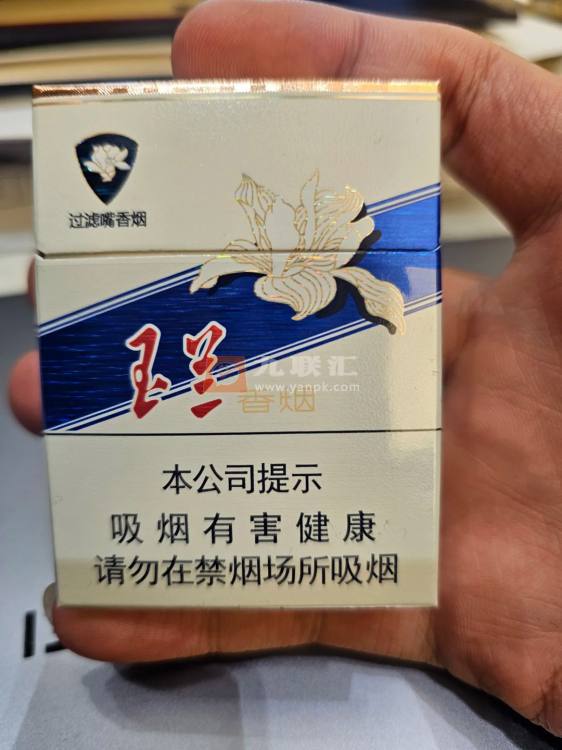 过滤嘴香烟
玉兰
九联汇
www.yanpk.com
香烟
本公司提示
吸烟有害健康
请勿在禁烟场所吸烟